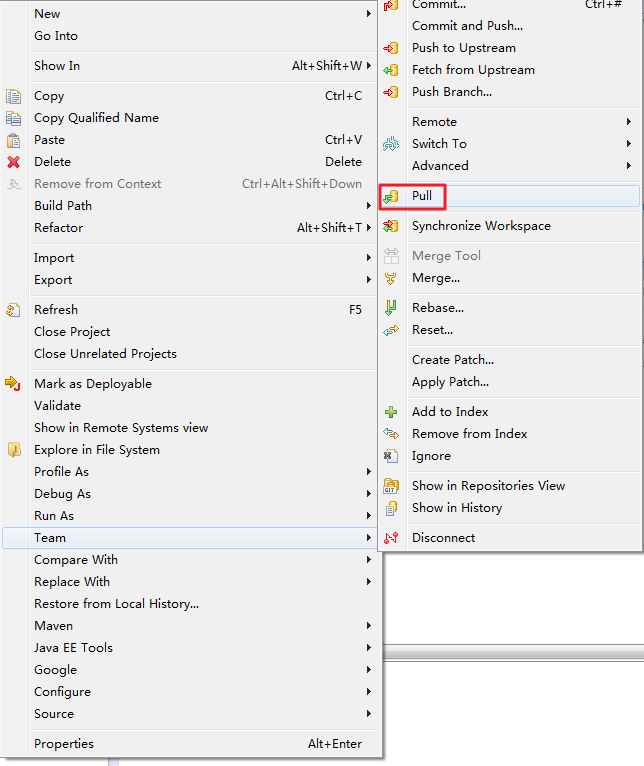 New
Go Into
Show In Alt+Shift+W
Copy Ctrl+C
Copy Qualified Name
Paste Ctrl+V
Delete Delete
Remove from Context Ctrl+Alt+Shift+Down
Build Path
Refactor Alt+Shift+T
Import
Export
Refresh F5
Close Project
Close Unrelated Projects
Mark as Deployable
Validate
Show in Remote Systems view
Explore in File System
Profile As
Debug As
Run As
Team
Compare With
Replace With
Restore from Local History...
Maven
Java EE Tools
Google
Configure
Source
Properties Alt+Enter
Commit... Ctrl+#
Commit and Push...
Push to Upstream
Fetch from Upstream
Push Branch...
Remote
Switch To
Advanced
Pull
Synchronize Workspace
Merge Tool
Merge...
Rebase...
Reset...
Create Patch...
Apply Patch...
Add to Index
Remove from Index
Ignore
GIT Show in Repositories View
Show in History
Disconnect